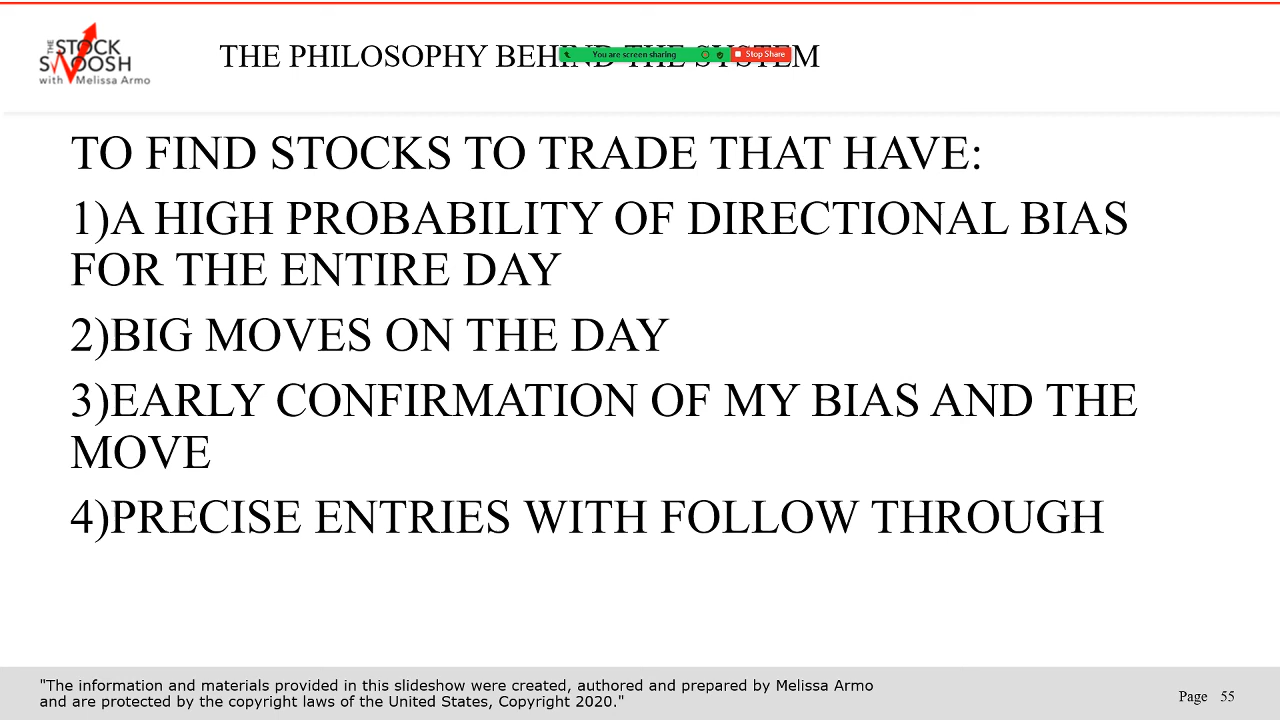 THE
STOCK
SWOOSH
with Melissa Armo
THE PHILOSOPHY BEHIND THE SYSTEM
You are screen sharing
Stop Share
TO FIND STOCKS TO TRADE THAT HAVE:
1)A HIGH PROBABILITY OF DIRECTIONAL BIAS
FOR THE ENTIRE DAY
2)BIG MOVES ON THE DAY
3)EARLY CONFIRMATION OF MY BIAS AND THE
MOVE
4)PRECISE ENTRIES WITH FOLLOW THROUGH
"The information and materials provided in this slideshow were created, authored and prepared by Melissa Armo
and are protected by the copyright laws of the United States, Copyright 2020."
Page 55